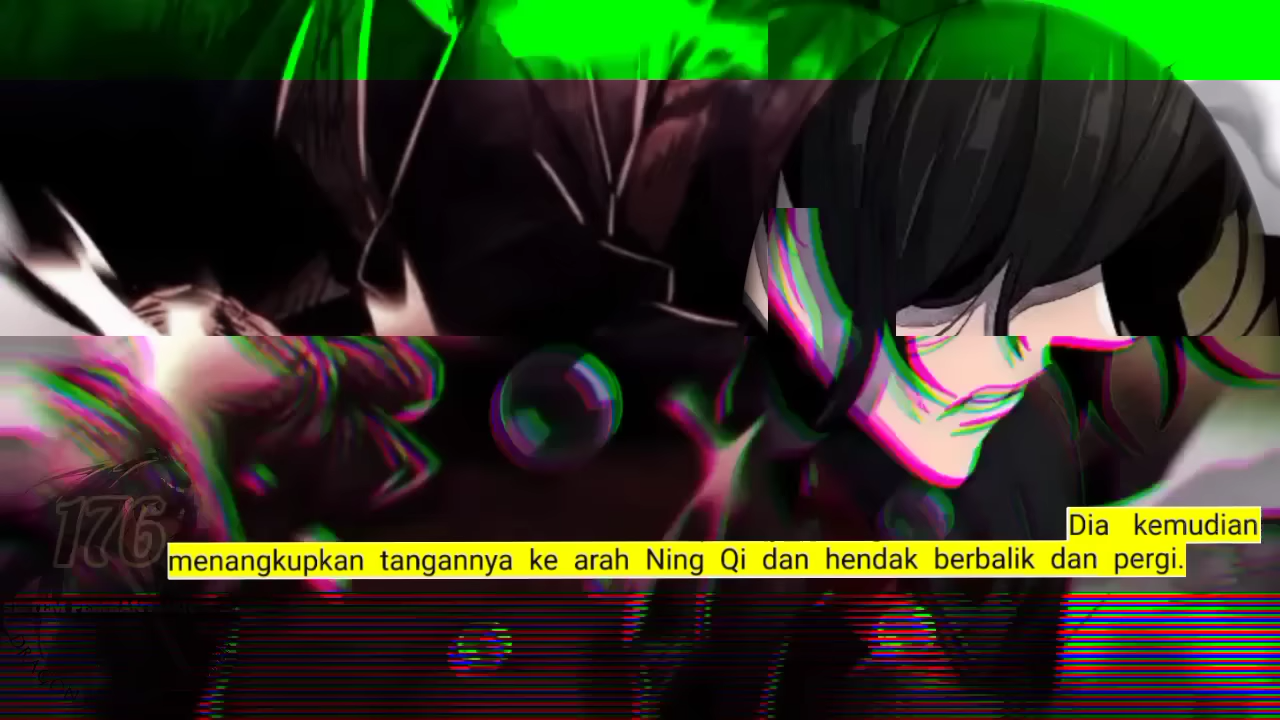 176
Dia kemudian
menangkupkan tangannya ke arah Ning Qi dan hendak berbalik dan pergi.